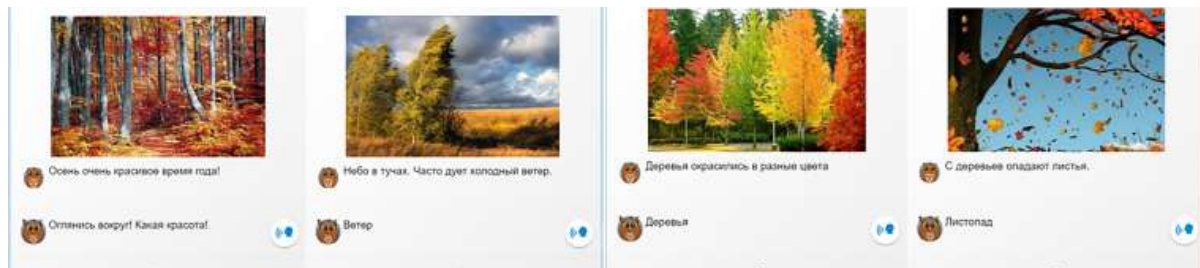 Осень очень красивое время года!
Оглянись вокруг! Какая красота!
Небо в тучах. Часто дует холодный ветер.
Ветер
Деревья окрасились в разные цвета
Деревья
С деревьев опадают листья.
Листопад